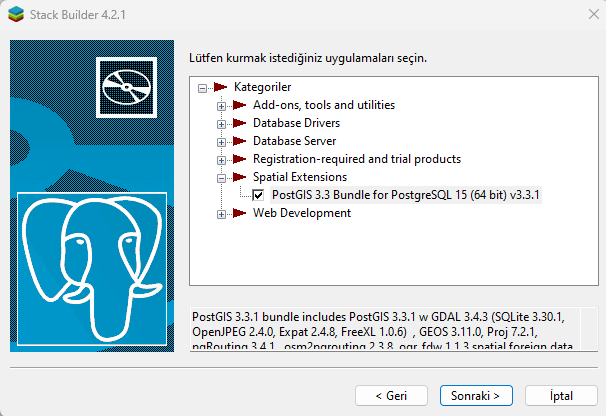 Stack Builder 4.2.1
Lütfen kurmak istediğiniz uygulamaları seçin.
Kategoriler
Add-ons, tools and utilities
Database Drivers
Database Server
Registration-required and trial products
Spatial Extensions
PostGIS 3.3 Bundle for PostgreSQL 15 (64 bit) v3.3.1
Web Development
PostGIS 3.3.1 bundle includes PostGIS 3.3.1 w GDAL 3.4.3 (SQLite 3.30.1,
OpenJPEG 2.4.0, Expat 2.4.8, FreeXL 1.0.6) , GEOS 3.11.0, Proj 7.2.1,
pgRouting 3.4.1, osm2pgrouting 2.3.8, ogr_fdw 1.1.3 spatial foreign data
< Geri
Sonraki >
İptal